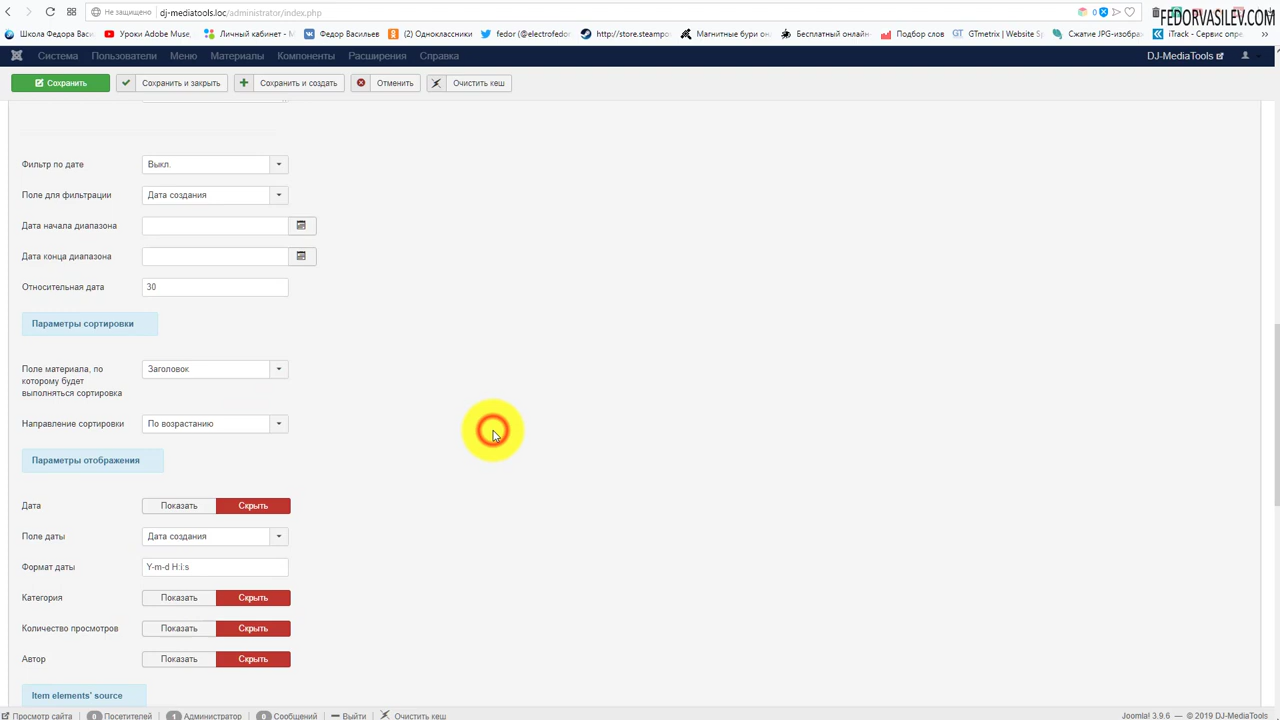 Не защищено
dj-mediatools.loc/administrator/index.php
0
FEDORVASILEV.COM
Школа Федора Васи
Уроки Adobe Muse,
Личный кабинет - М
Федор Васильев
(2) Одноклассники
fedor (@electrofedor
http://store.steampo
Магнитные бури on
Бесплатный онлайн
Подбор слов
GTmetrix | Website S
Сжатие JPG-изобра
iTrack - Сервис опре
Система
Пользователи
Меню
Материалы
Компоненты
Расширения
Справка
DJ-MediaTools
Сохранить
Сохранить и закрыть
Сохранить и создать
Отменить
Очистить кеш
Фильтр по дате
Выкл.
Поле для фильтрации
Дата создания
Дата начала диапазона
Дата конца диапазона
Относительная дата
30
Параметры сортировки
Поле материала, по
которому будет
выполняться сортировка
Заголовок
Направление сортировки
По возрастанию
Параметры отображения
Дата
Показать
Скрыть
Поле даты
Дата создания
Формат даты
Y-m-d H:i:s
Категория
Показать
Скрыть
Количество просмотров
Показать
Скрыть
Автор
Показать
Скрыть
Item elements' source
Просмотр сайта
0 Посетителей
1 Администратор
0 Сообщений
Выйти
Очистить кеш
Joomla! 3.9.6 — © 2019 DJ-MediaTools